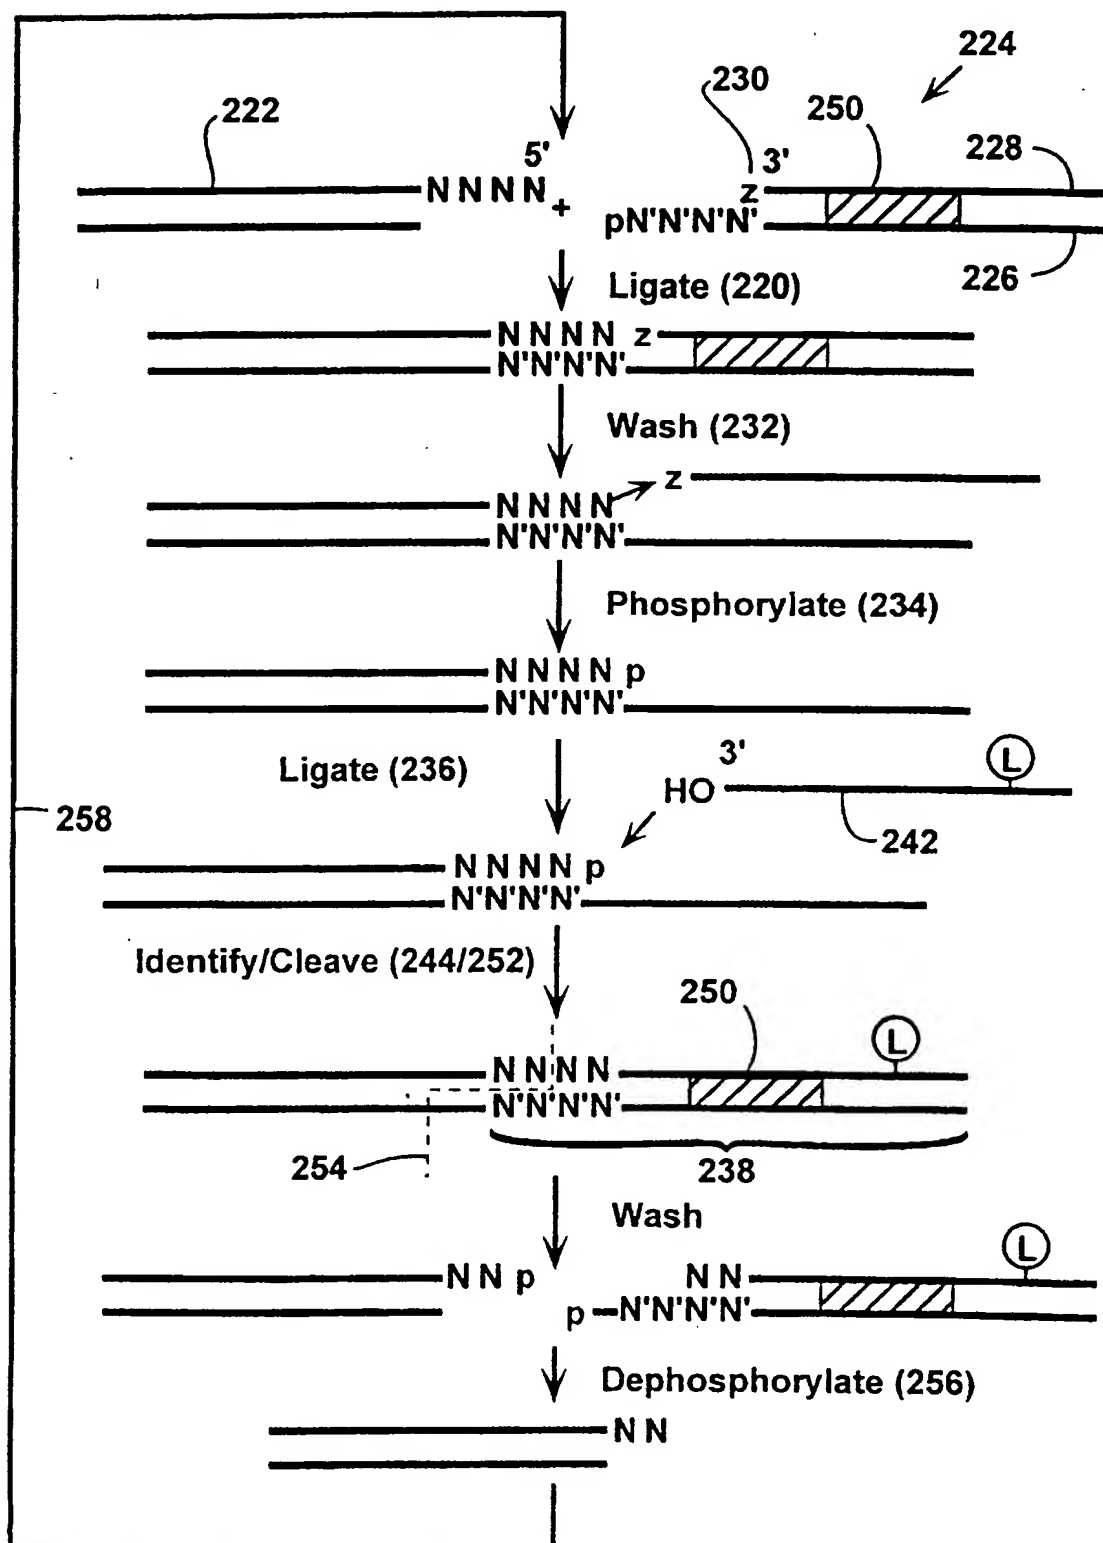 224
230
222
250
5'
3'
228
N N N N
+
z
pN'N'N'N'
226
Ligate (220)
N N N N z
N'N'N'N'
Wash (232)
z
N N N N
N'N'N'N'
Phosphorylate (234)
N N N N p
N'N'N'N'
3'
L
Ligate (236)
HO
258
242
N N N N p
N'N'N'N'
Identify/Cleave (244/252)
250
L
N N N N
N'N'N'N'
254
238
Wash
L
N N p
N N
p
N'N'N'N'
Dephosphorylate (256)
N N